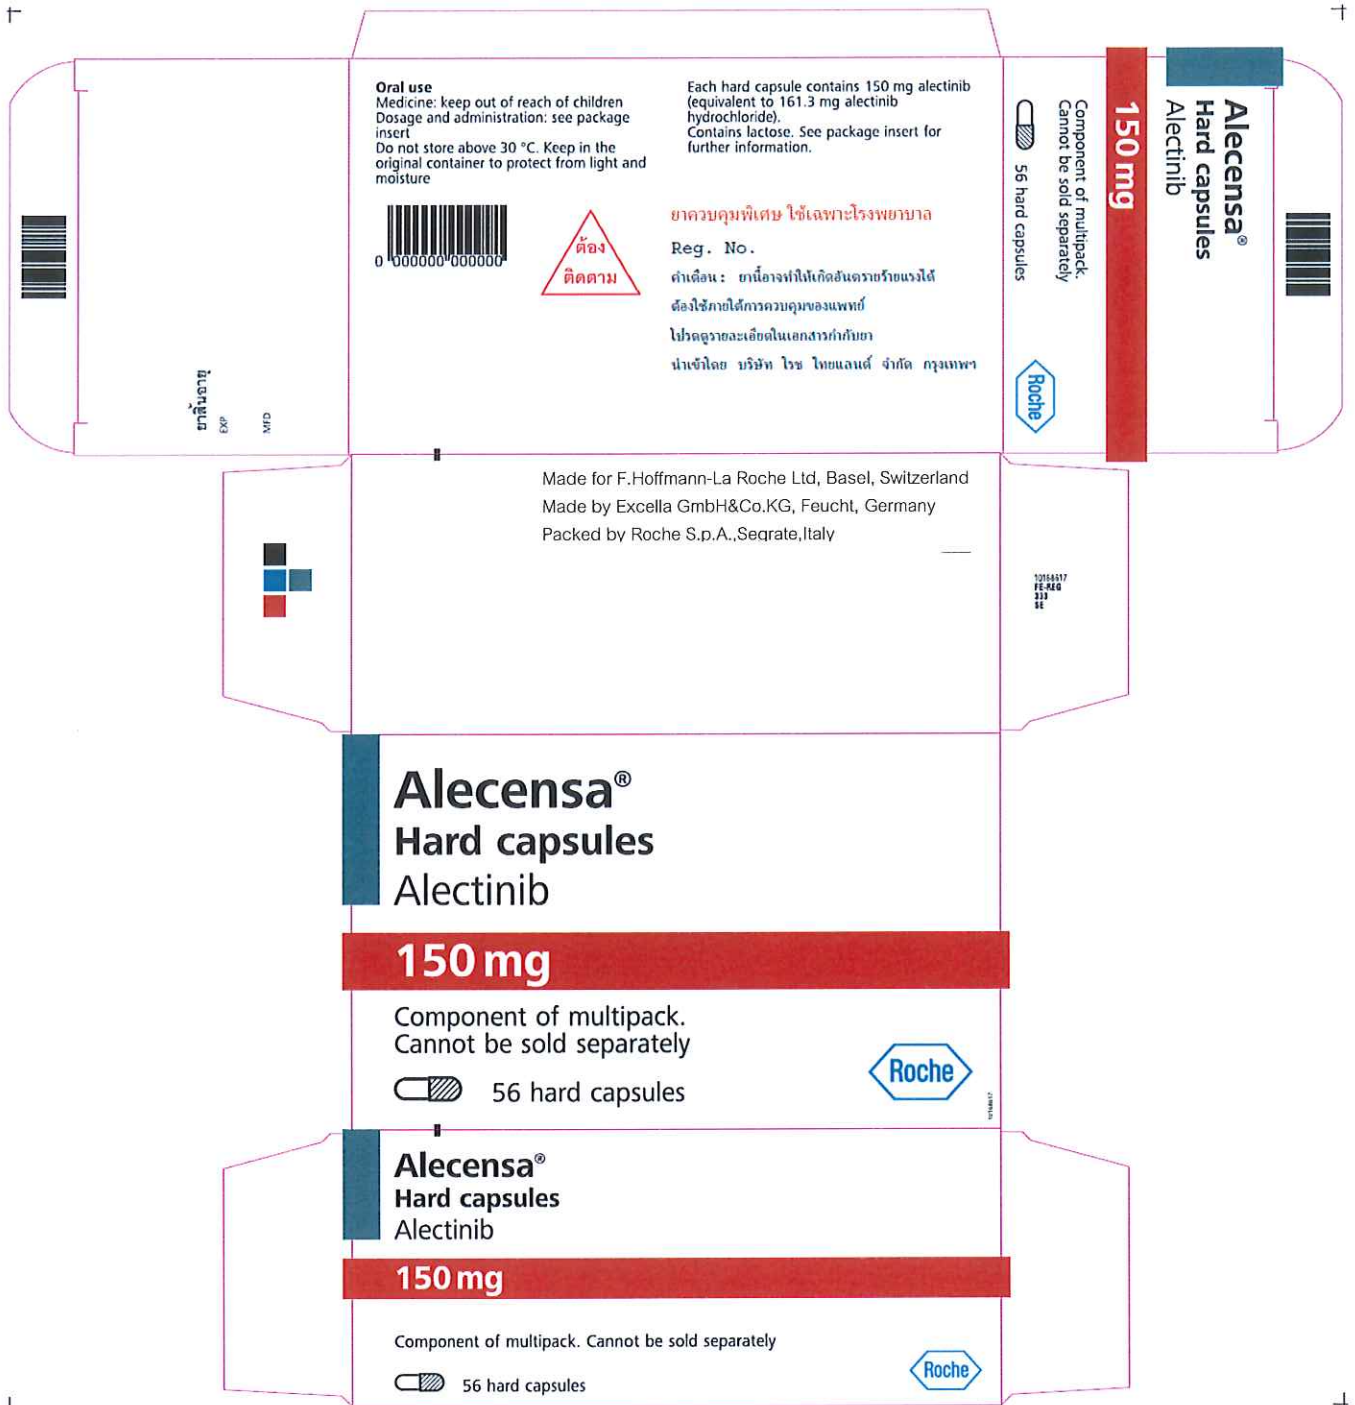 Oral use
Medicine: keep out of reach of children
Dosage and administration: see package
insert
Do not store above 30 °C. Keep in the
original container to protect from light and
moisture
0 000000 000000
ต้อง
ติดตาม
Each hard capsule contains 150 mg alectinib
(equivalent to 161.3 mg alectinib
hydrochloride).
Contains lactose. See package insert for
further information.
ยาควบคุมพิเศษ ใช้เฉพาะโรงพยาบาล
Reg. No.
คำเตือน : ยานี้อาจทำให้เกิดอันตรายร้ายแรงได้
ต้องใช้ภายใต้การควบคุมของแพทย์
โปรดดูรายละเอียดในเอกสารกำกับยา
นำเข้าโดย บริษัท โรช ไทยแลนด์ จำกัด กรุงเทพฯ
ยาสิ้นอายุ
EXP
MFD
Alecensa®
Hard capsules
Alectinib
150 mg
Component of multipack.
Cannot be sold separately
56 hard capsules
Roche
Made for F.Hoffmann-La Roche Ltd, Basel, Switzerland
Made by Excella GmbH&Co.KG, Feucht, Germany
Packed by Roche S.p.A.,Segrate,Italy
10168617
FE-REG
333
SE
Alecensa®
Hard capsules
Alectinib
150 mg
Component of multipack.
Cannot be sold separately
56 hard capsules
Roche
10168617
Alecensa®
Hard capsules
Alectinib
150 mg
Component of multipack. Cannot be sold separately
56 hard capsules
Roche